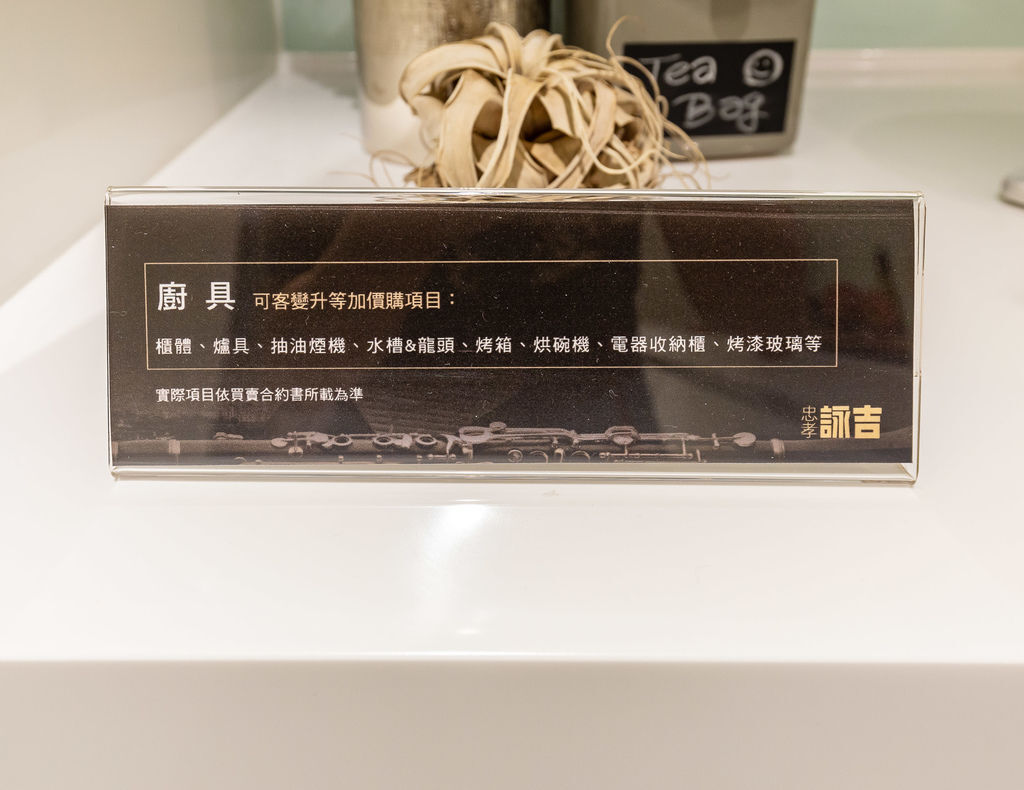 Tea
Bag
廚具 可客變升等加價購項目：
櫃體、爐具、抽油煙機、水槽&龍頭、烤箱、烘碗機、電器收納櫃、烤漆玻璃等
實際項目依買賣合約書所載為準
忠孝 詠吉